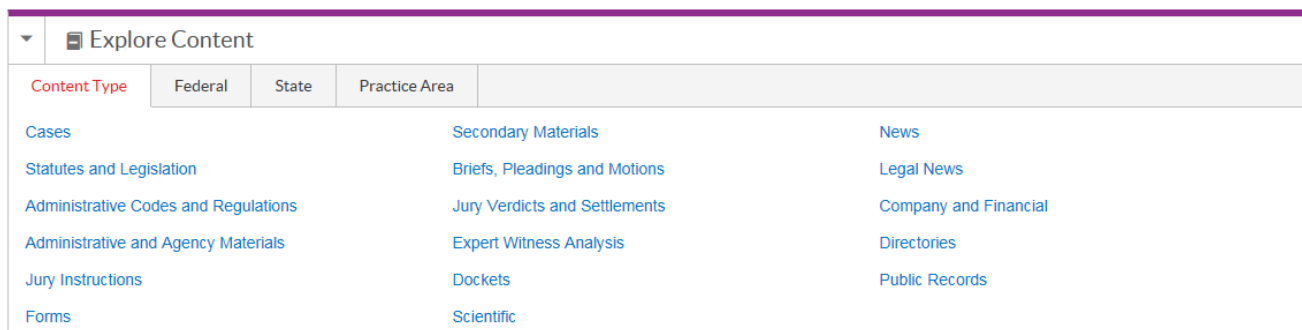 Explore Content
Content Type Federal State Practice Area
Cases Secondary Materials News
Statutes and Legislation Briefs, Pleadings and Motions Legal News
Administrative Codes and Regulations Jury Verdicts and Settlements Company and Financial
Administrative and Agency Materials Expert Witness Analysis Directories
Jury Instructions Dockets Public Records
Forms Scientific